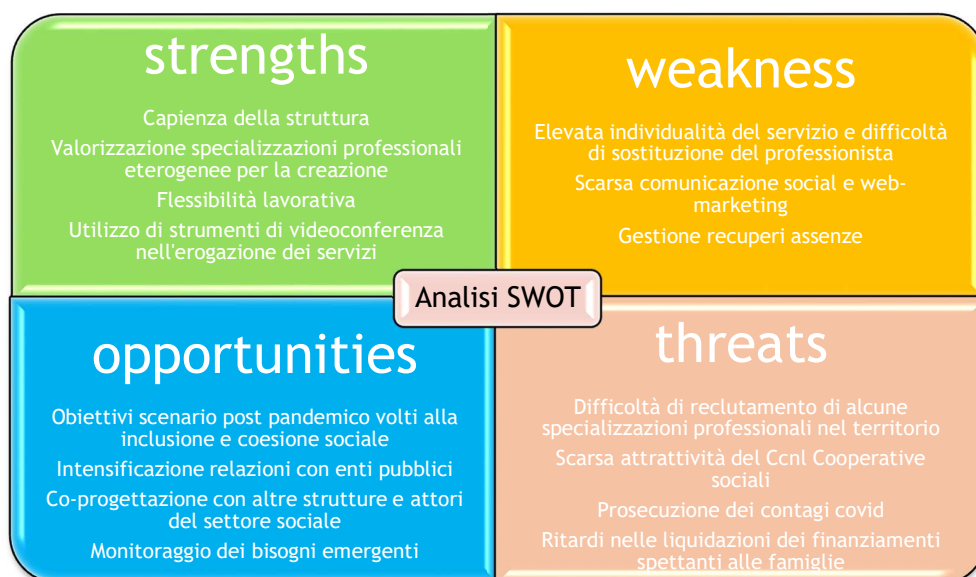 strengths
Capienza della struttura
Valorizzazione specializzazioni professionali
eterogenee per la creazione
Flessibilità lavorativa
Utilizzo di strumenti di videoconferenza
nell'erogazione dei servizi
weakness
Elevata individualità del servizio e difficoltà
di sostituzione del professionista
Scarsa comunicazione social e web-
marketing
Gestione recuperi assenze
Analisi SWOT
opportunities
Obiettivi scenario post pandemico volti alla
inclusione e coesione sociale
Intensificazione relazioni con enti pubblici
Co-progettazione con altre strutture e attori
del settore sociale
Monitoraggio dei bisogni emergenti
threats
Difficoltà di reclutamento di alcune
specializzazioni professionali nel territorio
Scarsa attrattività del Ccnl Cooperative
sociali
Prosecuzione dei contagi covid
Ritardi nelle liquidazioni dei finanziamenti
spettanti alle famiglie